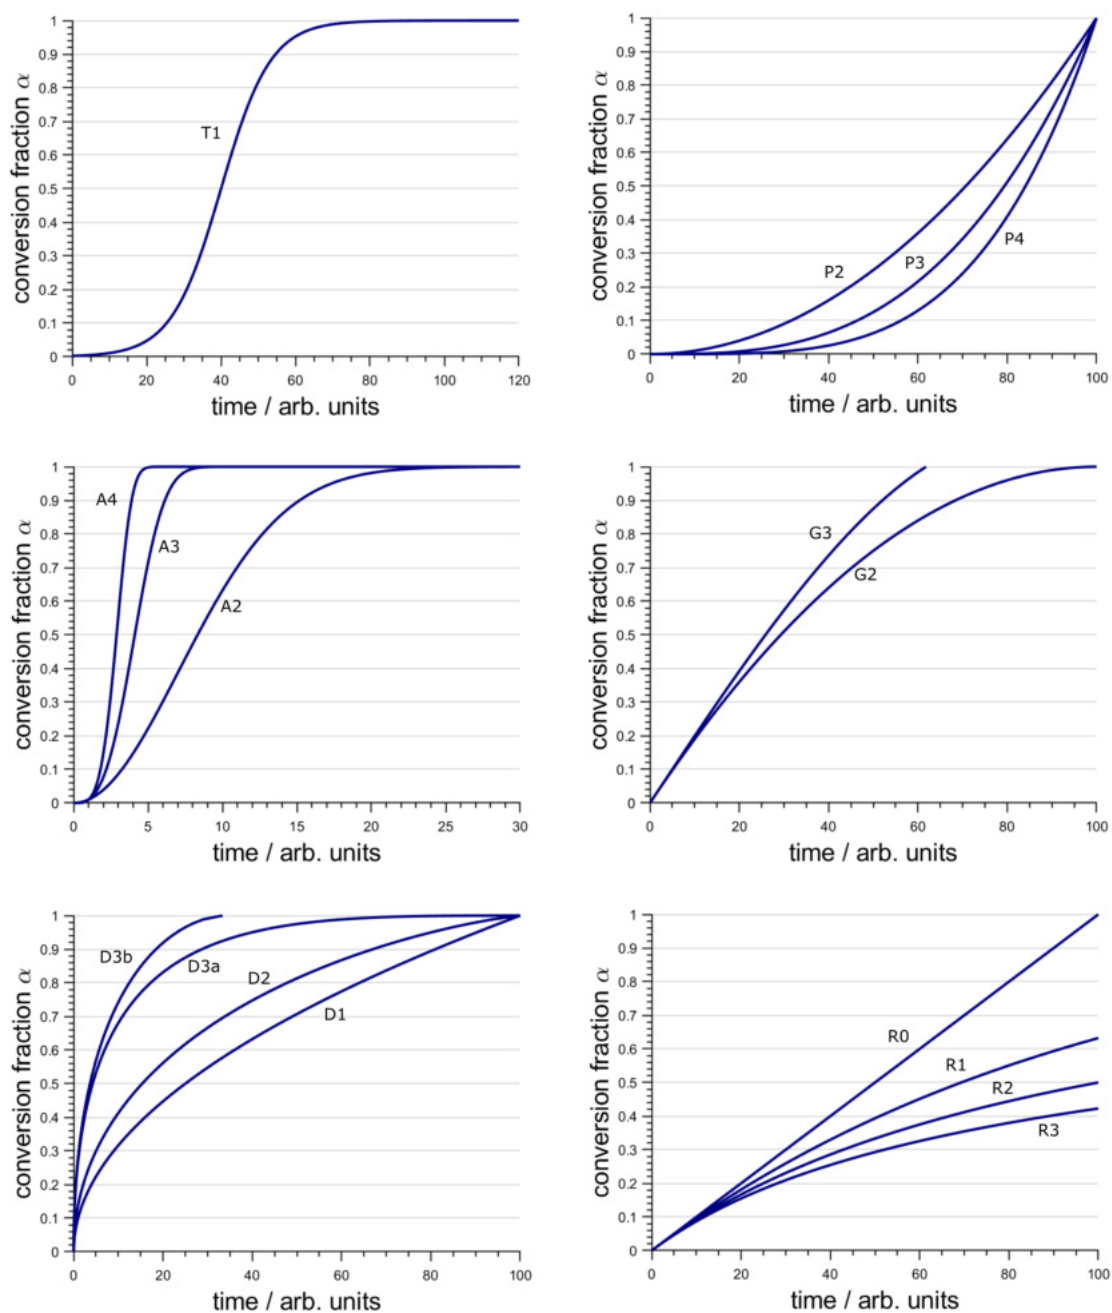 conversion fraction α
1
0.9
0.8
0.7
0.6
0.5
0.4
0.3
0.2
0.1
0
T1
0 20 40 60 80 100 120
time / arb. units
conversion fraction α
1
0.9
0.8
0.7
0.6
0.5
0.4
0.3
0.2
0.1
0
P2
P3
P4
0 20 40 60 80 100
time / arb. units
conversion fraction α
1
0.9
0.8
0.7
0.6
0.5
0.4
0.3
0.2
0.1
0
A4
A3
A2
0 5 10 15 20 25 30
time / arb. units
conversion fraction α
1
0.9
0.8
0.7
0.6
0.5
0.4
0.3
0.2
0.1
0
G3
G2
0 20 40 60 80 100
time / arb. units
conversion fraction α
1
0.9
0.8
0.7
0.6
0.5
0.4
0.3
0.2
0.1
0
D3b
D3a
D2
D1
0 20 40 60 80 100
time / arb. units
conversion fraction α
1
0.9
0.8
0.7
0.6
0.5
0.4
0.3
0.2
0.1
0
R0
R1
R2
R3
0 20 40 60 80 100
time / arb. units